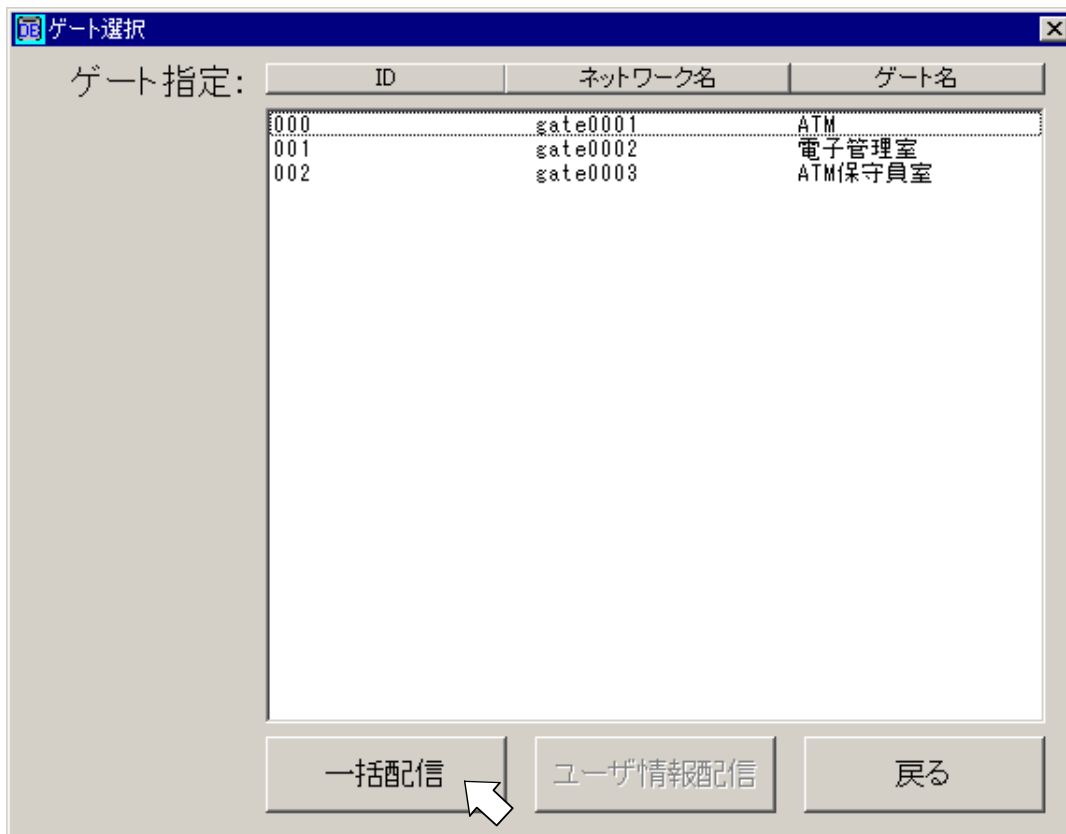 DB ゲート選択
ゲート指定: ID ネットワーク名 ゲート名
000 gate0001 ATM
001 gate0002 電子管理室
002 gate0003 ATM保守員室
一括配信 ユーザ情報配信 戻る